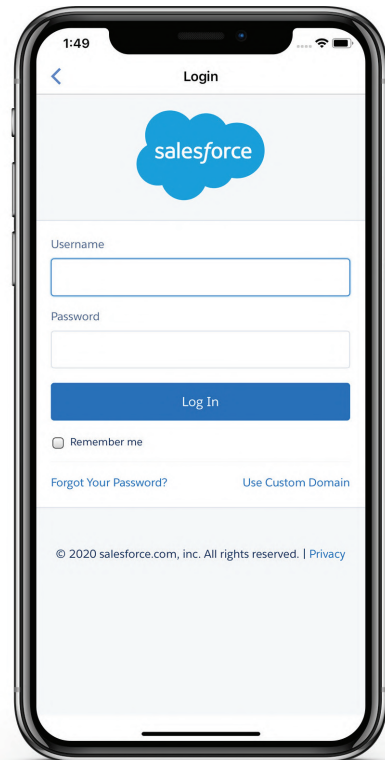 1:49
Login
salesforce
Username
Password
Log In
Remember me
Forgot Your Password? Use Custom Domain
© 2020 salesforce.com, inc. All rights reserved. | Privacy